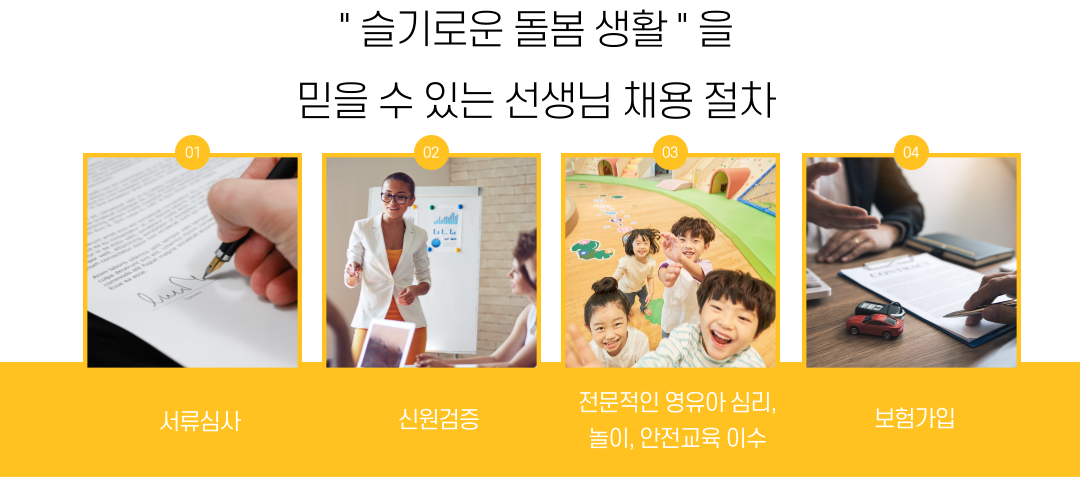 " 슬기로운 돌봄 생활 " 을
믿을 수 있는 선생님 채용 절차
01
02
03
04
서류심사
신원검증
전문적인 영유아 심리,
놀이, 안전교육 이수
보험가입
CONTRACT